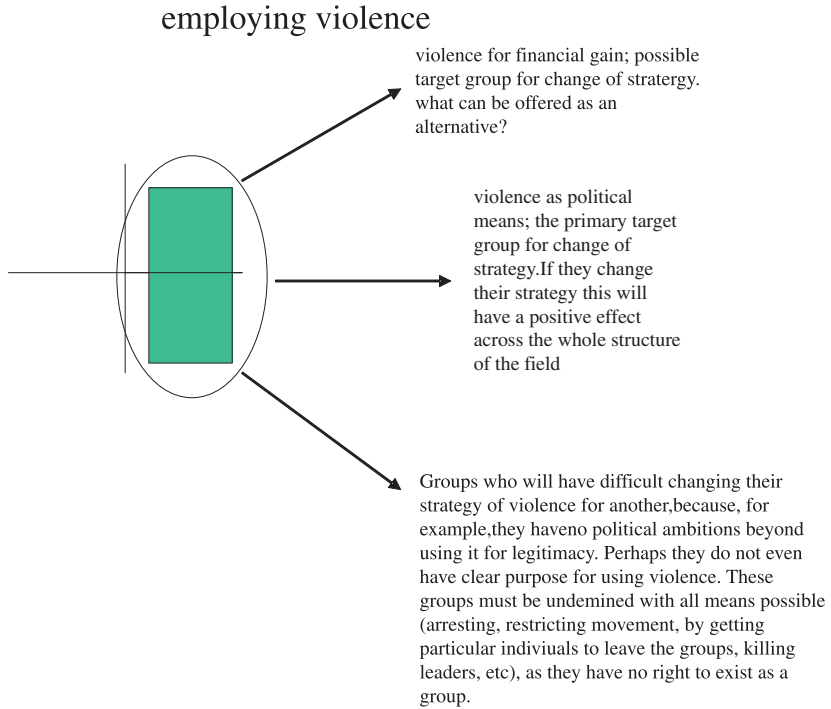 employing violence
violence for financial gain; possible
target group for change of stratergy.
what can be offered as an
alternative?
violence as political
means; the primary target
group for change of
strategy.If they change
their strategy this will
have a positive effect
across the whole structure
of the field
Groups who will have difficult changing their
strategy of violence for another,because, for
example,they haveno political ambitions beyond
using it for legitimacy. Perhaps they do not even
have clear purpose for using violence. These
groups must be undemined with all means possible
(arresting, restricting movement, by getting
particular indiviuals to leave the groups, killing
leaders, etc), as they have no right to exist as a
group.